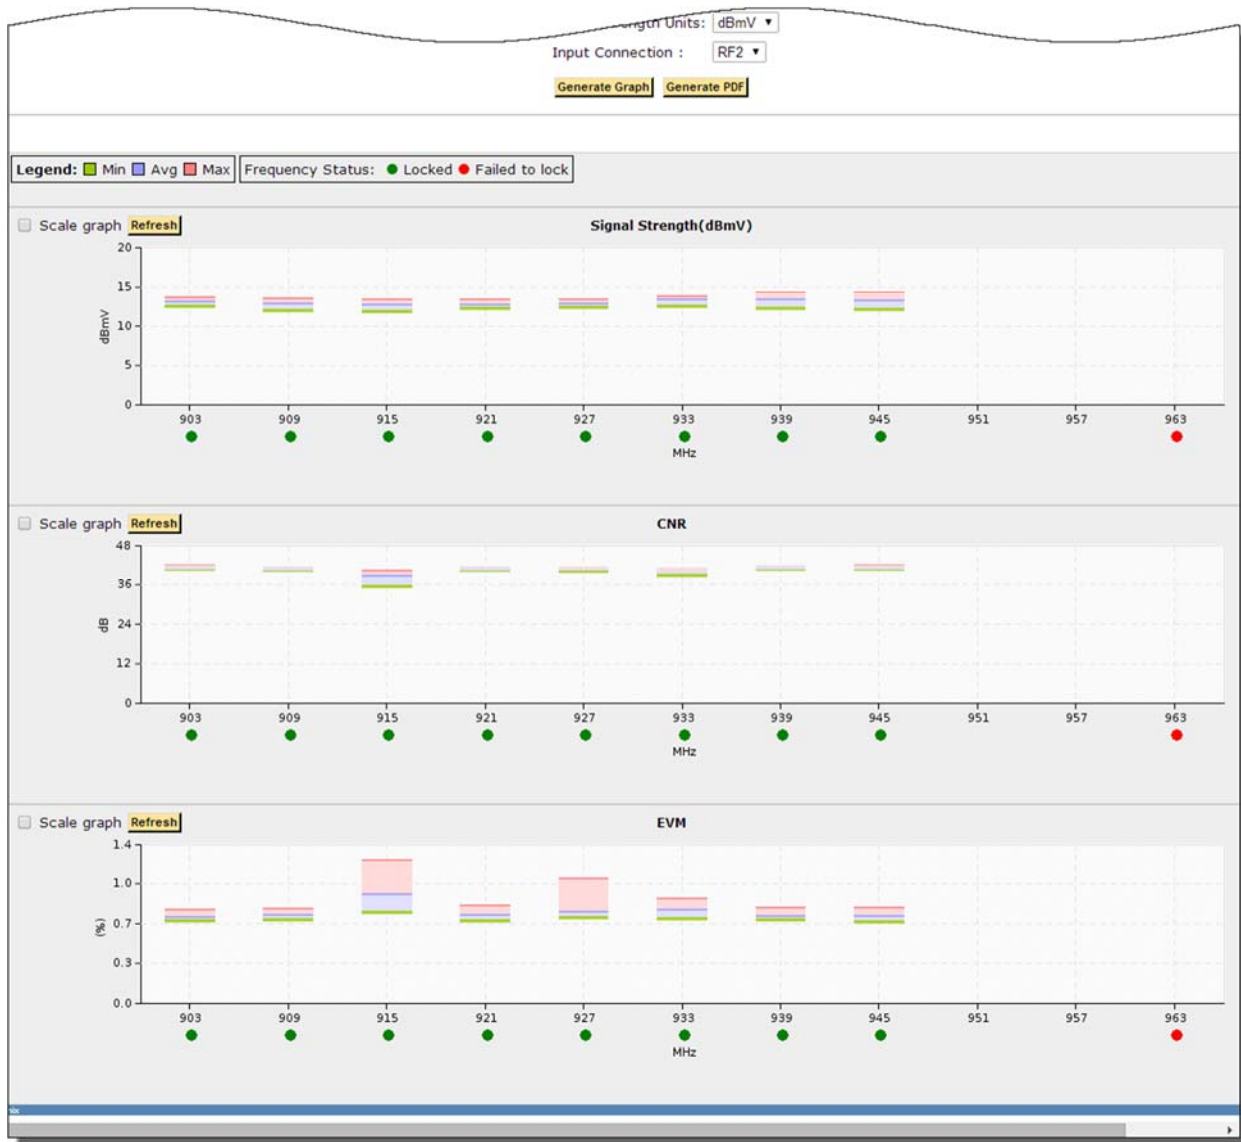 Units: dBmV
Input Connection : RF2
Generate Graph Generate PDF
Legend: Min Avg Max Frequency Status: Locked Failed to lock
Scale graph Refresh Signal Strength(dBmV)
20
15
10
5
0
dBmV
903 909 915 921 927 933 939 945 951 957 963
MHz
Scale graph Refresh CNR
48
36
24
12
0
dB
903 909 915 921 927 933 939 945 951 957 963
MHz
Scale graph Refresh EVM
1.4
1.0
0.7
0.3
0.0
(%)
903 909 915 921 927 933 939 945 951 957 963
MHz